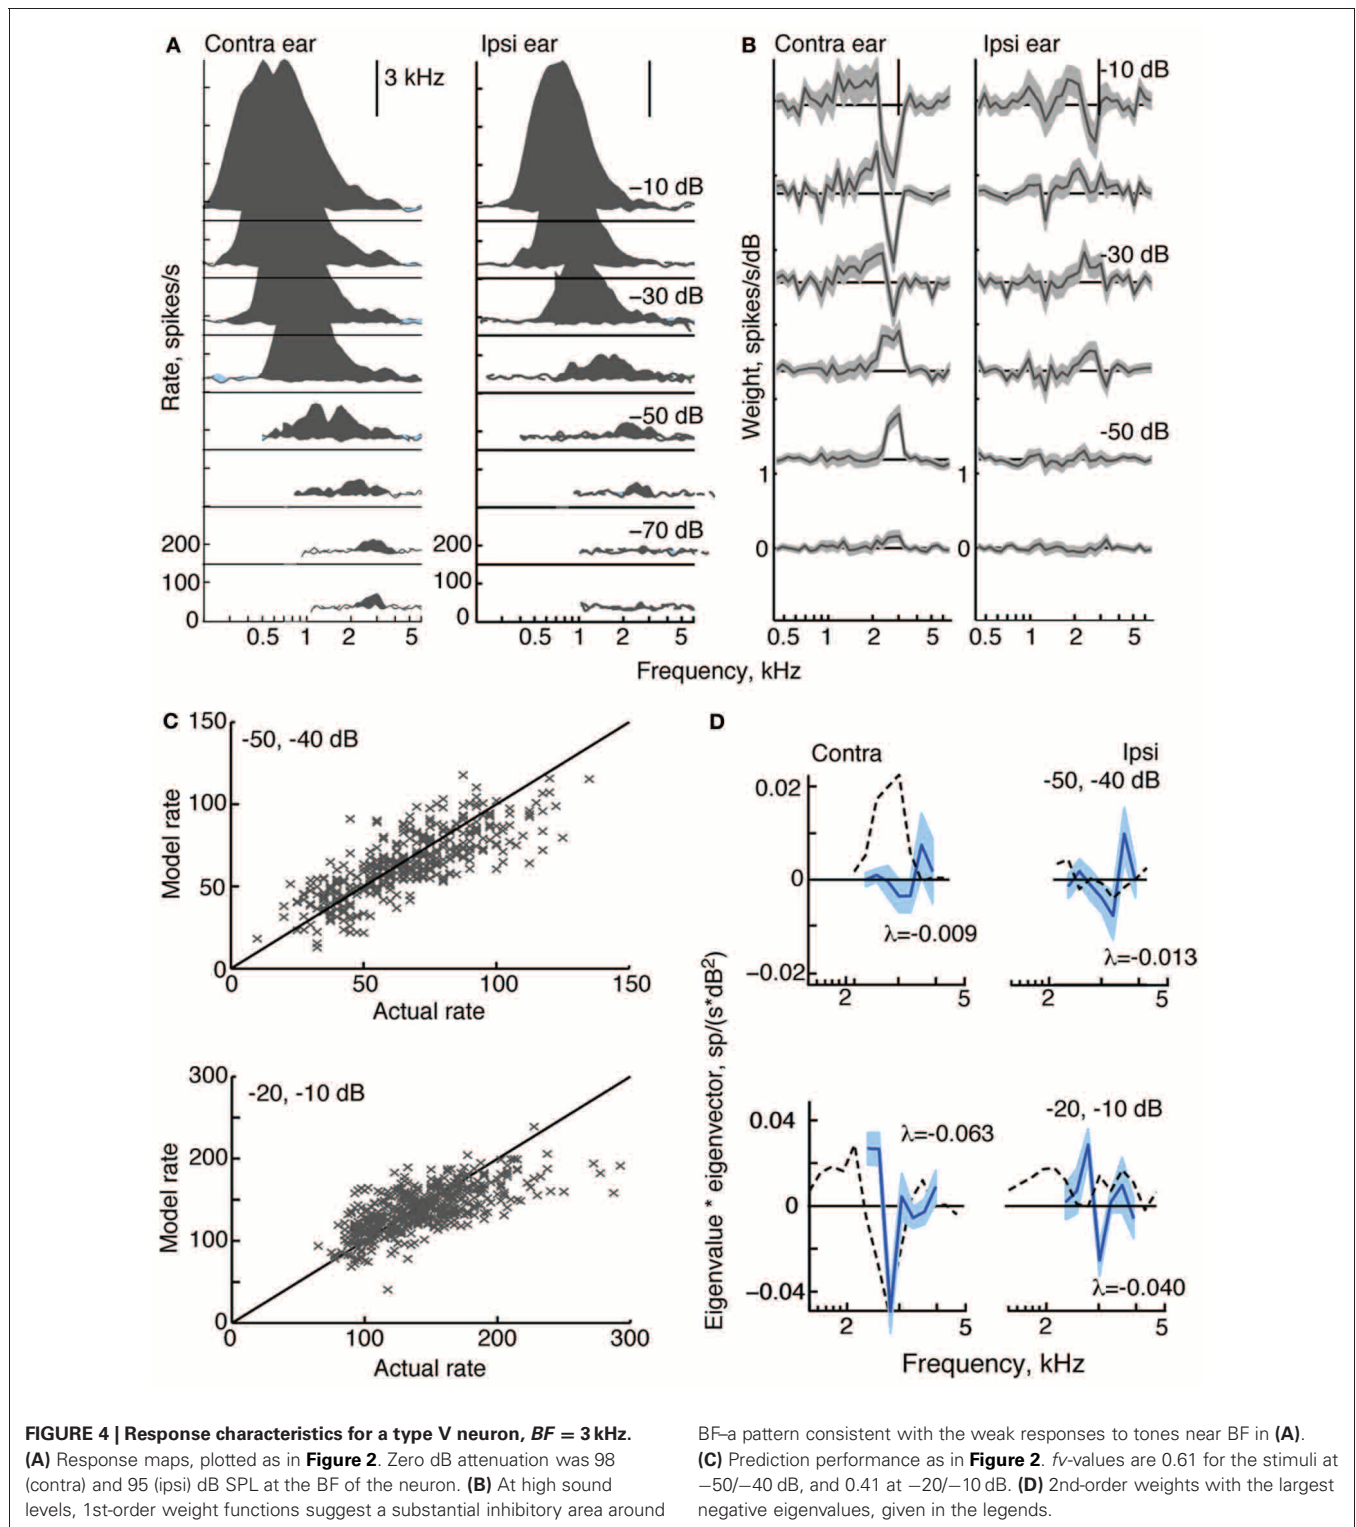 A Contra ear
Ipsi ear
3 kHz
−10 dB
−30 dB
−50 dB
−70 dB
Rate, spikes/s
200
100
0
200
100
0
0.5 1 2 5
0.5 1 2 5
B Contra ear
Ipsi ear
-10 dB
-30 dB
-50 dB
Weight, spikes/s/dB
1
0
1
0
0.5 1 2 5
0.5 1 2 5
Frequency, kHz
C
-50, -40 dB
Model rate
150
100
50
0
0 50 100 150
Actual rate
-20, -10 dB
Model rate
300
200
100
0
0 100 200 300
Actual rate
D
Contra
Ipsi
-50, -40 dB
0.02
0
−0.02
λ=-0.009
λ=-0.013
2 5
2 5
Eigenvalue * eigenvector, sp/(s*dB²)
-20, -10 dB
0.04
0
−0.04
λ=-0.063
λ=-0.040
2 5
2 5
Frequency, kHz
FIGURE 4 | Response characteristics for a type V neuron, BF = 3 kHz.
(A) Response maps, plotted as in Figure 2. Zero dB attenuation was 98
(contra) and 95 (ipsi) dB SPL at the BF of the neuron. (B) At high sound
levels, 1st-order weight functions suggest a substantial inhibitory area around
BF–a pattern consistent with the weak responses to tones near BF in (A).
(C) Prediction performance as in Figure 2. fv-values are 0.61 for the stimuli at
−50/−40 dB, and 0.41 at −20/−10 dB. (D) 2nd-order weights with the largest
negative eigenvalues, given in the legends.